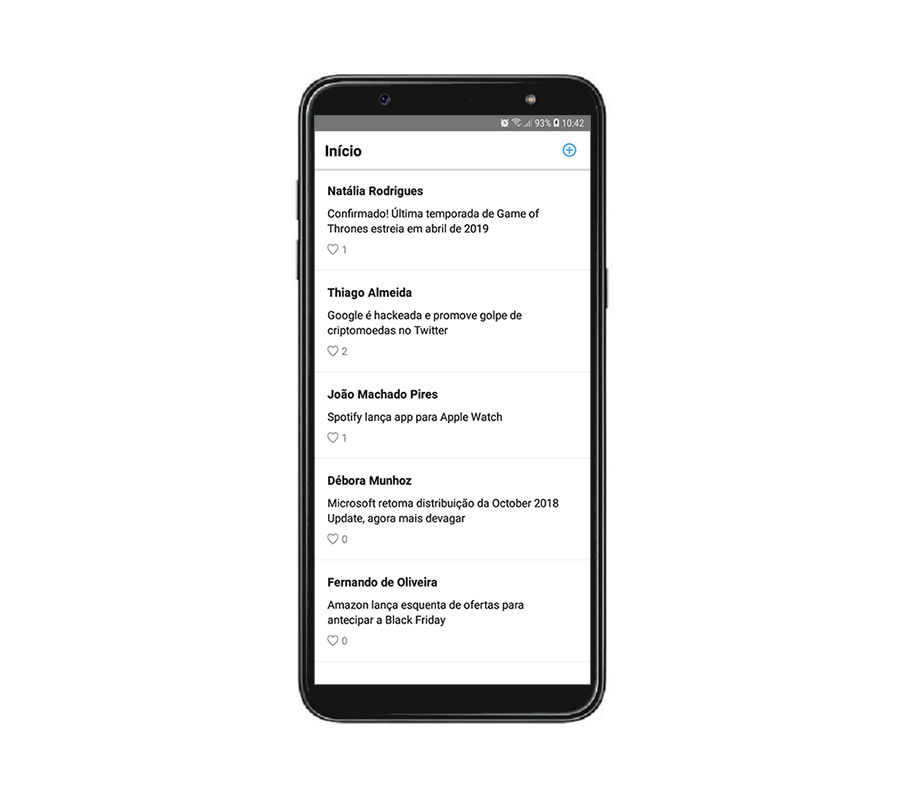 93% 10:42
Início
Natália Rodrigues
Confirmado! Última temporada de Game of
Thrones estreia em abril de 2019
1
Thiago Almeida
Google é hackeada e promove golpe de
criptomoedas no Twitter
2
João Machado Pires
Spotify lança app para Apple Watch
1
Débora Munhoz
Microsoft retoma distribuição da October 2018
Update, agora mais devagar
0
Fernando de Oliveira
Amazon lança esquenta de ofertas para
antecipar a Black Friday
0